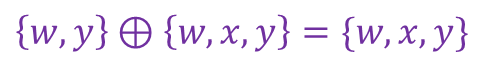 {w, y} ⊕ {w, x, y} = {w, x, y}